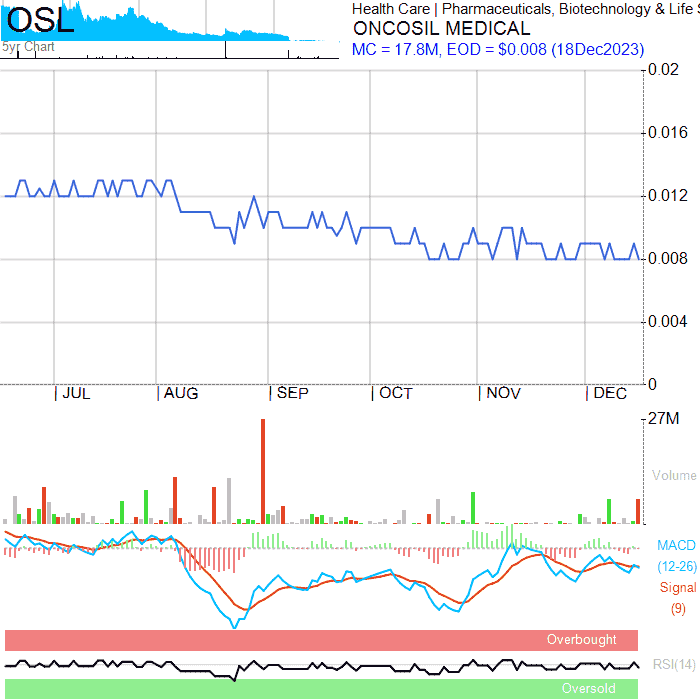 OSL
5yr Chart
Health Care | Pharmaceuticals, Biotechnology & Life S
ONCOSIL MEDICAL
MC = 17.8M, EOD = $0.008 (18Dec2023)
0.02
0.016
0.012
0.008
0.004
0
JUL AUG SEP OCT NOV DEC
27M
Volume
MACD
(12-26)
Signal
(9)
Overbought
RSI(14)
Oversold